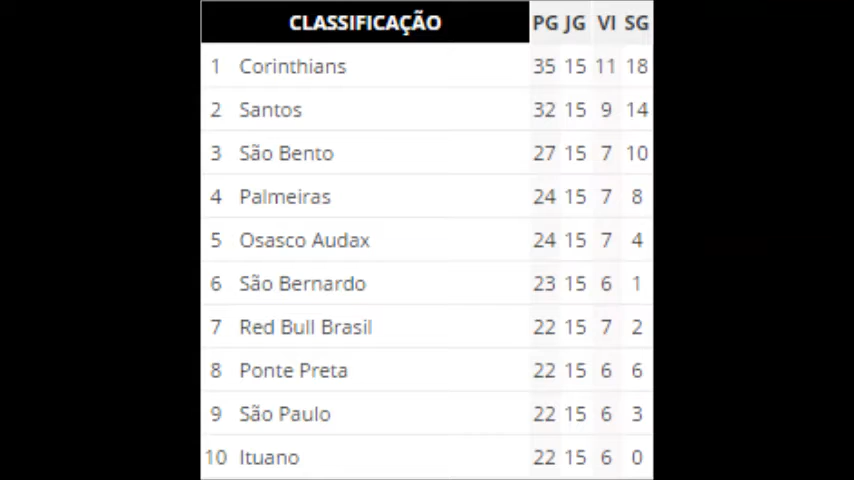 CLASSIFICAÇÃO PG JG VI SG
1 Corinthians 35 15 11 18
2 Santos 32 15 9 14
3 São Bento 27 15 7 10
4 Palmeiras 24 15 7 8
5 Osasco Audax 24 15 7 4
6 São Bernardo 23 15 6 1
7 Red Bull Brasil 22 15 7 2
8 Ponte Preta 22 15 6 6
9 São Paulo 22 15 6 3
10 Ituano 22 15 6 0